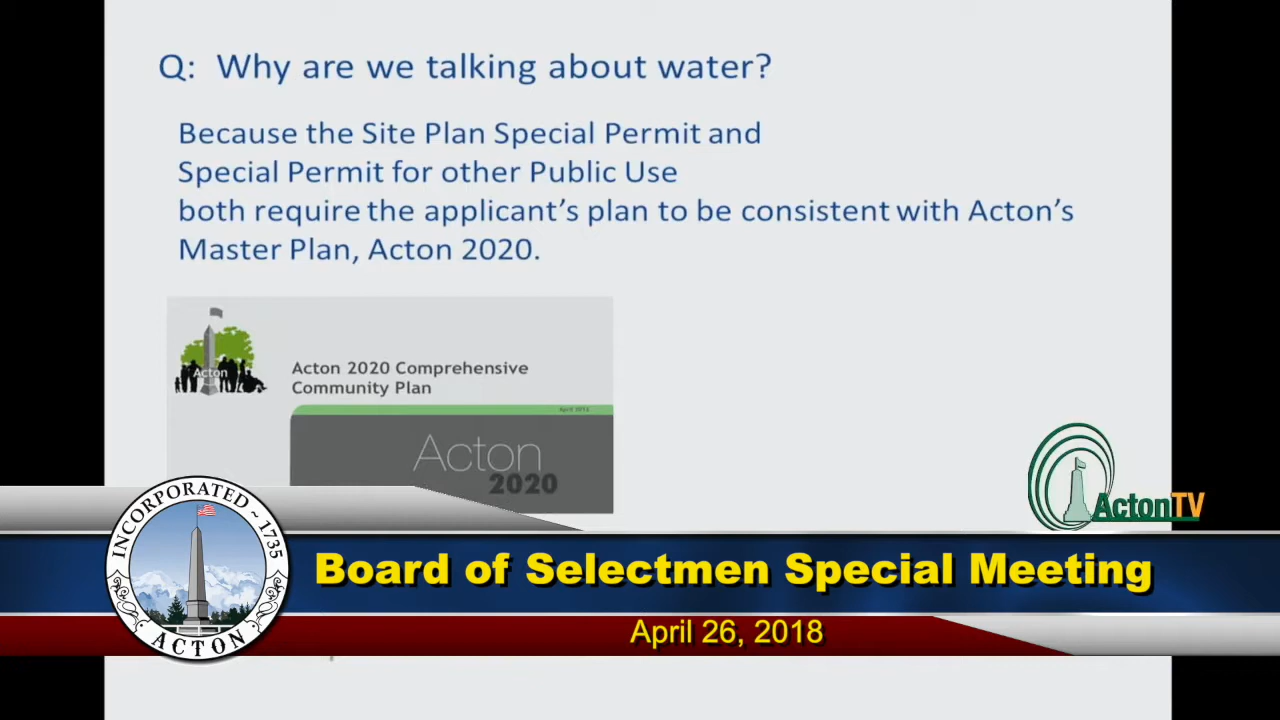 Q: Why are we talking about water?
Because the Site Plan Special Permit and
Special Permit for other Public Use
both require the applicant's plan to be consistent with Acton's
Master Plan, Acton 2020.
Acton
Acton 2020 Comprehensive
Community Plan
Acton
2020
ActonTV
INCORPORATED ~ 1735
ACTON
Board of Selectmen Special Meeting
April 26, 2018